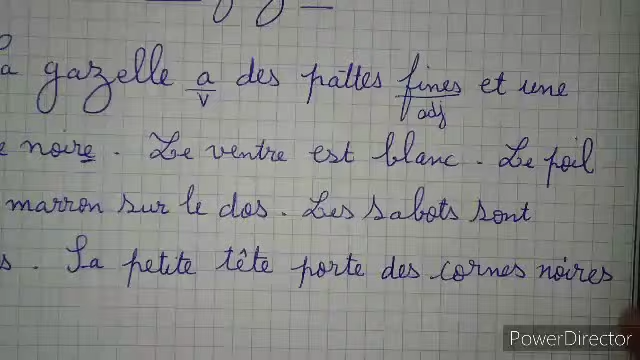 a gazelle a des pattes fines et une
v adj
e noire. Le ventre est blanc. Le poil
marron sur le dos. Les sabots sont
s. Sa petite tête porte des cornes noires
PowerDirector